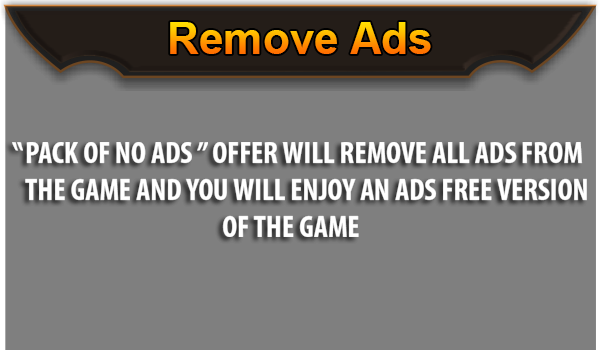 Remove Ads
“PACK OF NO ADS ” OFFER WILL REMOVE ALL ADS FROM
THE GAME AND YOU WILL ENJOY AN ADS FREE VERSION
OF THE GAME